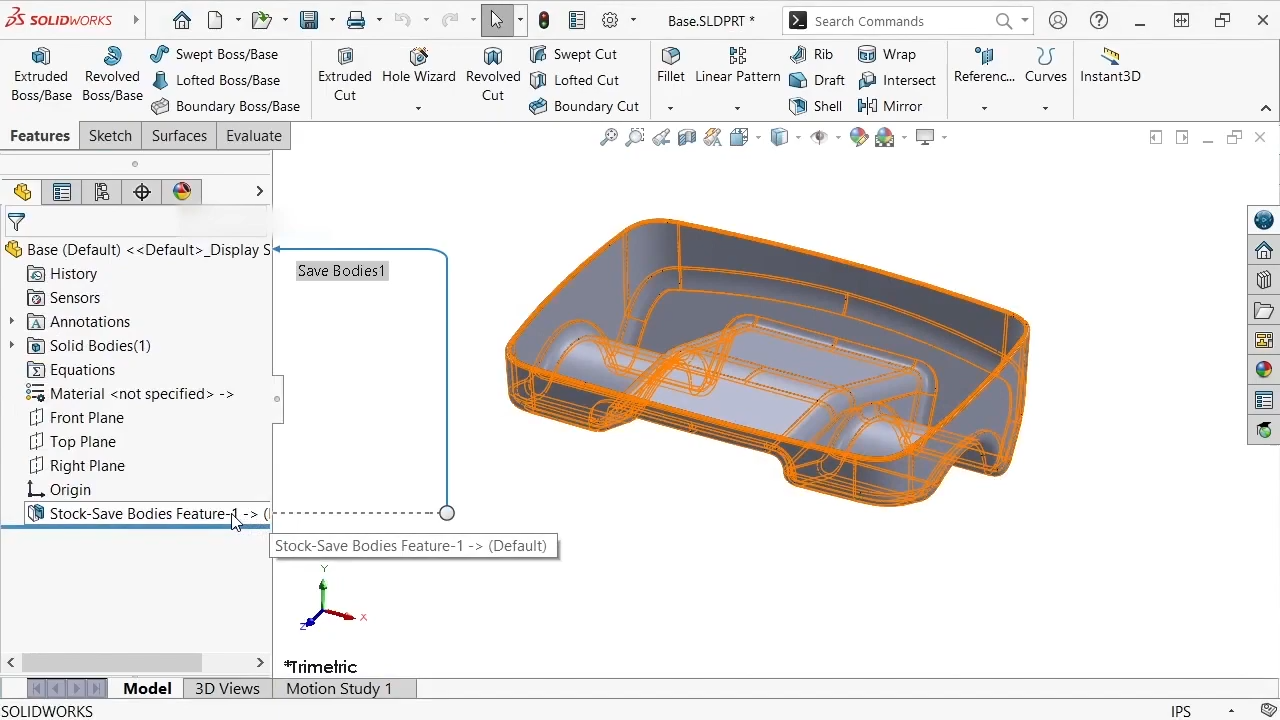 SOLIDWORKS
Base.SLDPRT *
Search Commands
Extruded Boss/Base
Revolved Boss/Base
Swept Boss/Base
Lofted Boss/Base
Boundary Boss/Base
Extruded Cut
Hole Wizard
Revolved Cut
Swept Cut
Lofted Cut
Boundary Cut
Fillet
Linear Pattern
Rib
Draft
Shell
Wrap
Intersect
Mirror
Referenc...
Curves
Instant3D
Features
Sketch
Surfaces
Evaluate
Base (Default) <<Default>_Display S
History
Sensors
Annotations
Solid Bodies(1)
Equations
Material <not specified> ->
Front Plane
Top Plane
Right Plane
Origin
Stock-Save Bodies Feature-1 -> (
Save Bodies1
Stock-Save Bodies Feature-1 -> (Default)
Y
X
Z
*Trimetric
Model
3D Views
Motion Study 1
SOLIDWORKS
IPS